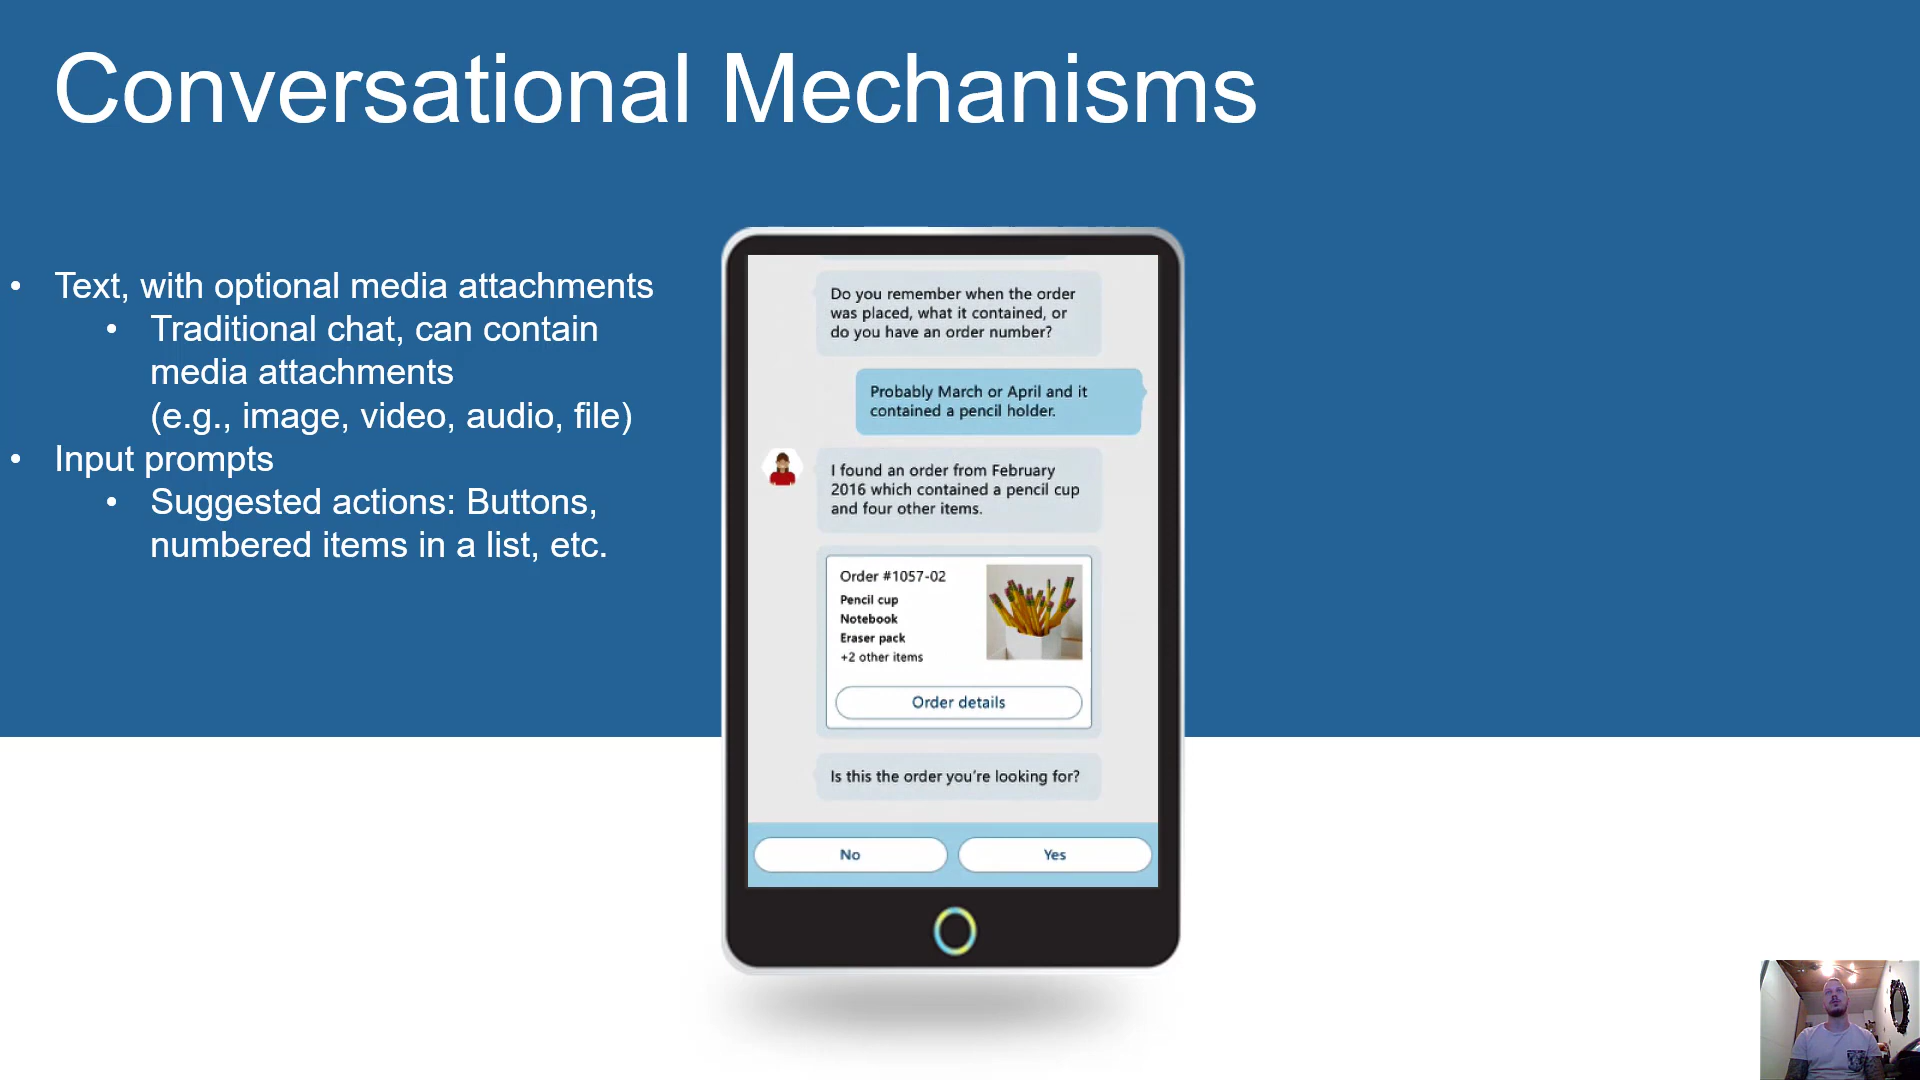 Conversational Mechanisms
• Text, with optional media attachments
• Traditional chat, can contain
media attachments
(e.g., image, video, audio, file)
• Input prompts
• Suggested actions: Buttons,
numbered items in a list, etc.
Do you remember when the order
was placed, what it contained, or
do you have an order number?
Probably March or April and it
contained a pencil holder.
I found an order from February
2016 which contained a pencil cup
and four other items.
Order #1057-02
Pencil cup
Notebook
Eraser pack
+2 other items
Order details
Is this the order you're looking for?
No
Yes